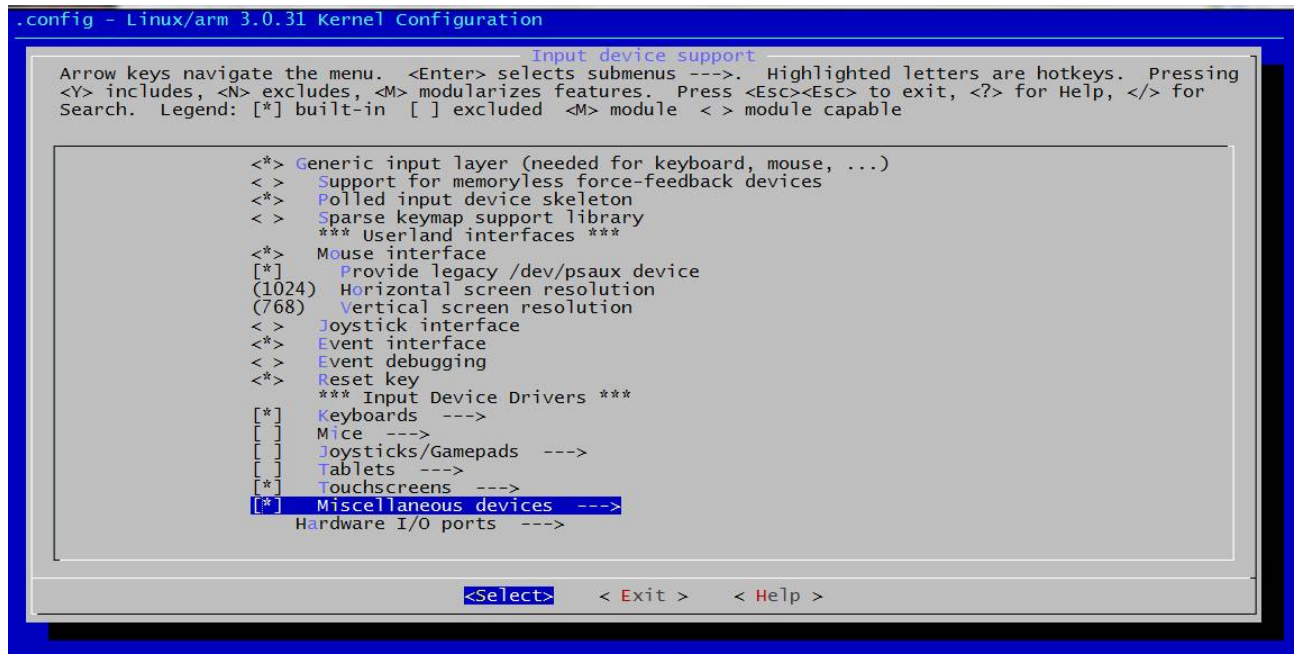 .config - Linux/arm 3.0.31 Kernel Configuration
Input device support
Arrow keys navigate the menu.  <Enter> selects submenus --->.  Highlighted letters are hotkeys.  Pressing
<Y> includes, <N> excludes, <M> modularizes features.  Press <Esc><Esc> to exit, <?> for Help, </> for
Search.  Legend: [*] built-in  [ ] excluded  <M> module  < > module capable
<*> Generic input layer (needed for keyboard, mouse, ...)
< >   Support for memoryless force-feedback devices
<*>   Polled input device skeleton
< >   Sparse keymap support library
*** Userland interfaces ***
<*>   Mouse interface
[*]     Provide legacy /dev/psaux device
(1024)  Horizontal screen resolution
(768)   Vertical screen resolution
< >   Joystick interface
<*>   Event interface
< >   Event debugging
<*>   Reset key
*** Input Device Drivers ***
[*]   Keyboards  --->
[ ]   Mice  --->
[ ]   Joysticks/Gamepads  --->
[ ]   Tablets  --->
[*]   Touchscreens  --->
[*]   Miscellaneous devices  --->
Hardware I/O ports  --->
<Select>    < Exit >    < Help >